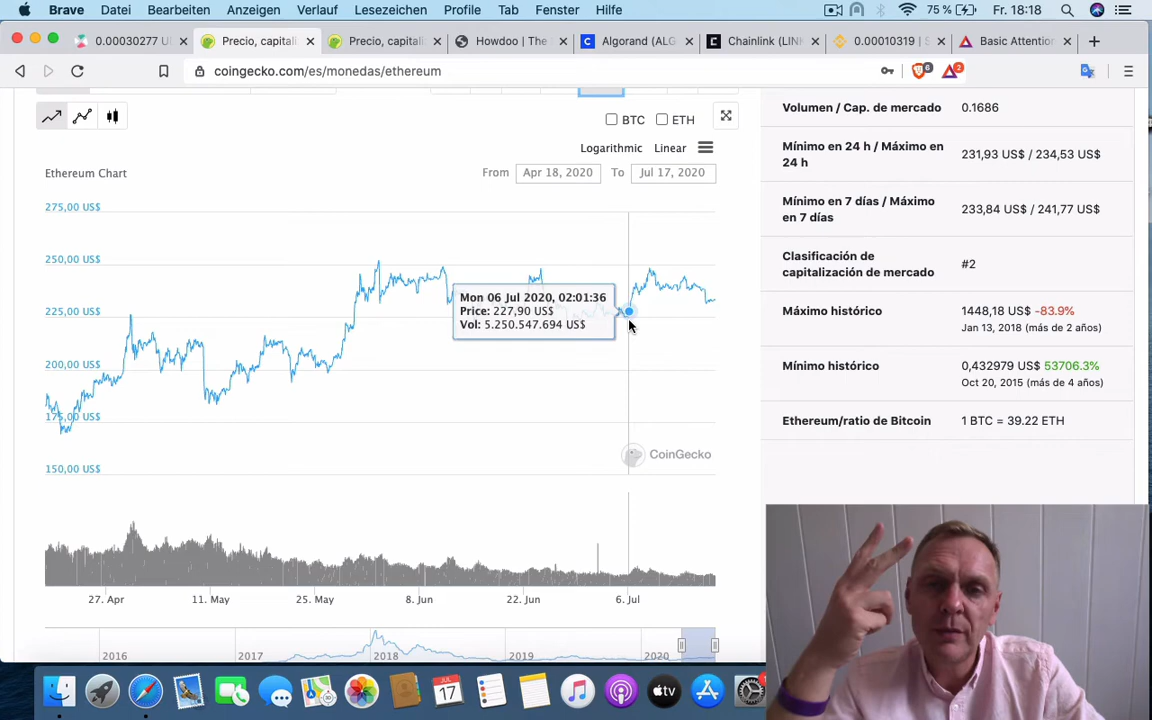 Brave Datei Bearbeiten Anzeigen Verlauf Lesezeichen Profile Tab Fenster Hilfe 75 % Fr. 18:18
0.00030277 U Precio, capitali Precio, capitali Howdoo | The Algorand (ALG Chainlink (LINK 0.00010319 | S Basic Attention
coingecko.com/es/monedas/ethereum 6 2
BTC ETH
Logarithmic Linear
Ethereum Chart
From Apr 18, 2020 To Jul 17, 2020
275,00 US$
250,00 US$
225,00 US$
200,00 US$
175,00 US$
150,00 US$
Mon 06 Jul 2020, 02:01:36
Price: 227,90 US$
Vol: 5.250.547.694 US$
CoinGecko
27. Apr 11. May 25. May 8. Jun 22. Jun 6. Jul
2016 2017 2018 2019 2020
Volumen / Cap. de mercado 0.1686
Mínimo en 24 h / Máximo en
24 h
231,93 US$ / 234,53 US$
Mínimo en 7 días / Máximo
en 7 días
233,84 US$ / 241,77 US$
Clasificación de
capitalización de mercado
#2
Máximo histórico 1448,18 US$ -83.9%
Jan 13, 2018 (más de 2 años)
Mínimo histórico 0,432979 US$ 53706.3%
Oct 20, 2015 (más de 4 años)
Ethereum/ratio de Bitcoin 1 BTC = 39.22 ETH
JUL
17
tv